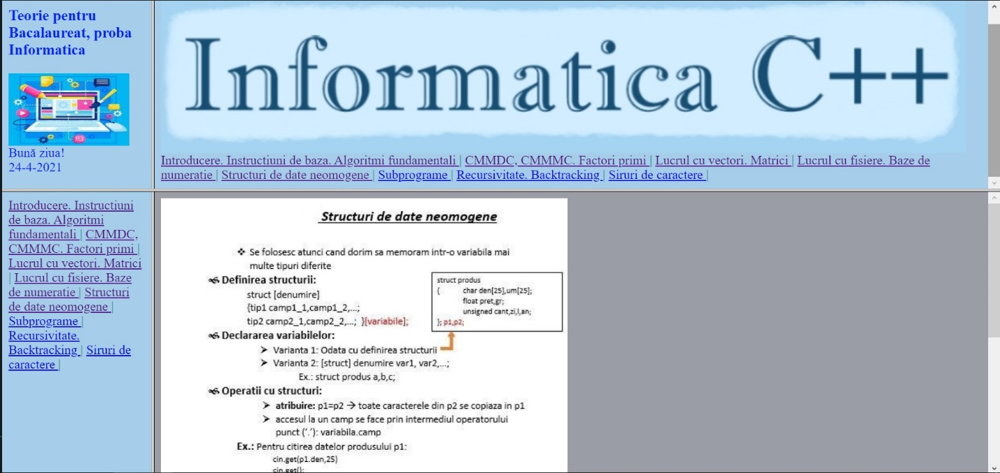 Teorie pentru
Bacalaureat, proba
Informatica
Bună ziua!
24-4-2021
Informatica C++
Introducere. Instructiuni de baza. Algoritmi fundamentali | CMMDC, CMMMC. Factori primi | Lucrul cu vectori. Matrici | Lucrul cu fisiere. Baze de
numeratie | Structuri de date neomogene | Subprograme | Recursivitate. Backtracking | Siruri de caractere |
Introducere. Instructiuni
de baza. Algoritmi
fundamentali | CMMDC,
CMMMC. Factori primi |
Lucrul cu vectori. Matrici
| Lucrul cu fisiere. Baze
de numeratie | Structuri
de date neomogene |
Subprograme |
Recursivitate.
Backtracking | Siruri de
caractere |
Structuri de date neomogene
❖ Se folosesc atunci cand dorim sa memoram intr-o variabila mai
multe tipuri diferite
Definirea structurii:
struct [denumire]
{tip1 camp1_1,camp1_2,...;
tip2 camp2_1,camp2_2,...; }[variabile];
struct produs
{ char den[25],um[25];
float pret,gr;
unsigned cant,zi,l,an;
}; p1,p2;
Declararea variabilelor:
➤ Varianta 1: Odata cu definirea structurii
➤ Varianta 2: [struct] denumire var1, var2,...;
Ex.: struct produs a,b,c;
Operatii cu structuri:
➤ atribuire: p1=p2 → toate caracterele din p2 se copiaza in p1
➤ accesul la un camp se face prin intermediul operatorului
punct (‘.’): variabila.camp
Ex.: Pentru citirea datelor produsului p1:
cin.get(p1.den,25)
cin.get();